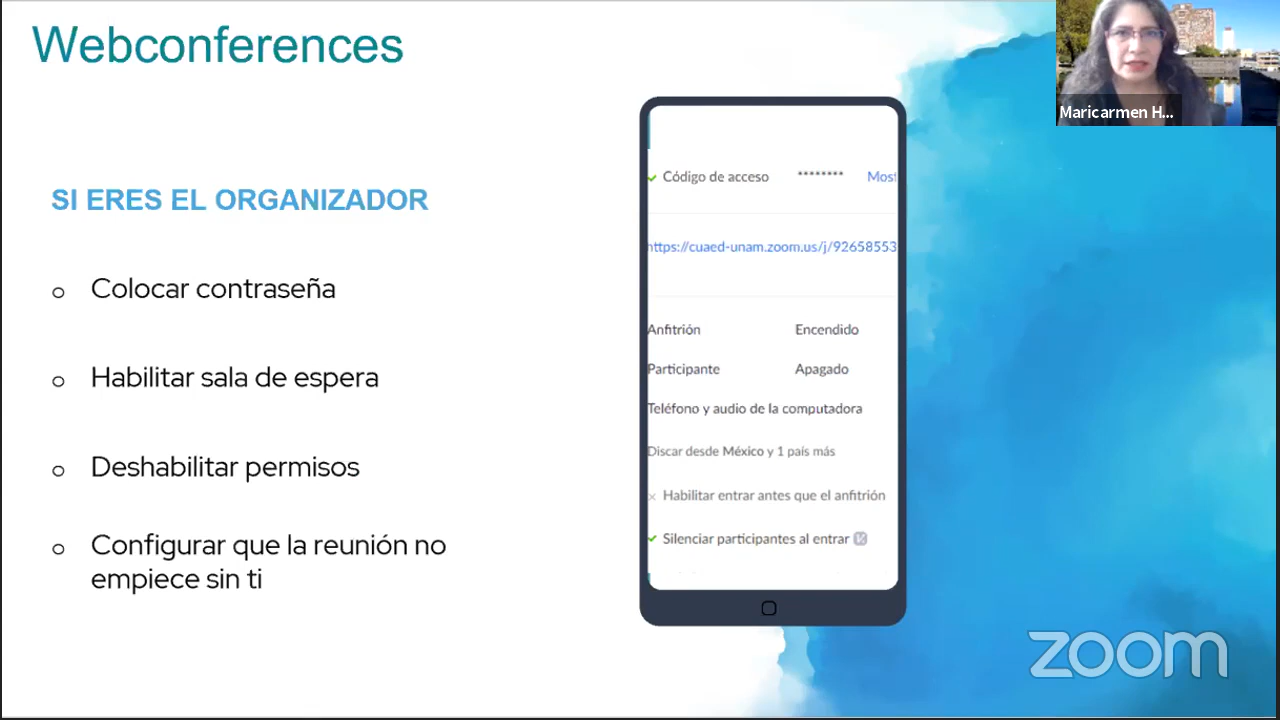 Webconferences
Maricarmen H...
SI ERES EL ORGANIZADOR
o Colocar contraseña
o Habilitar sala de espera
o Deshabilitar permisos
o Configurar que la reunión no
empiece sin ti
Código de acceso ******** Most
https://cuaed-unam.zoom.us/j/92658553
Anfitrión Encendido
Participante Apagado
Teléfono y audio de la computadora
Discar desde México y 1 país más
× Habilitar entrar antes que el anfitrión
Silenciar participantes al entrar
zoom